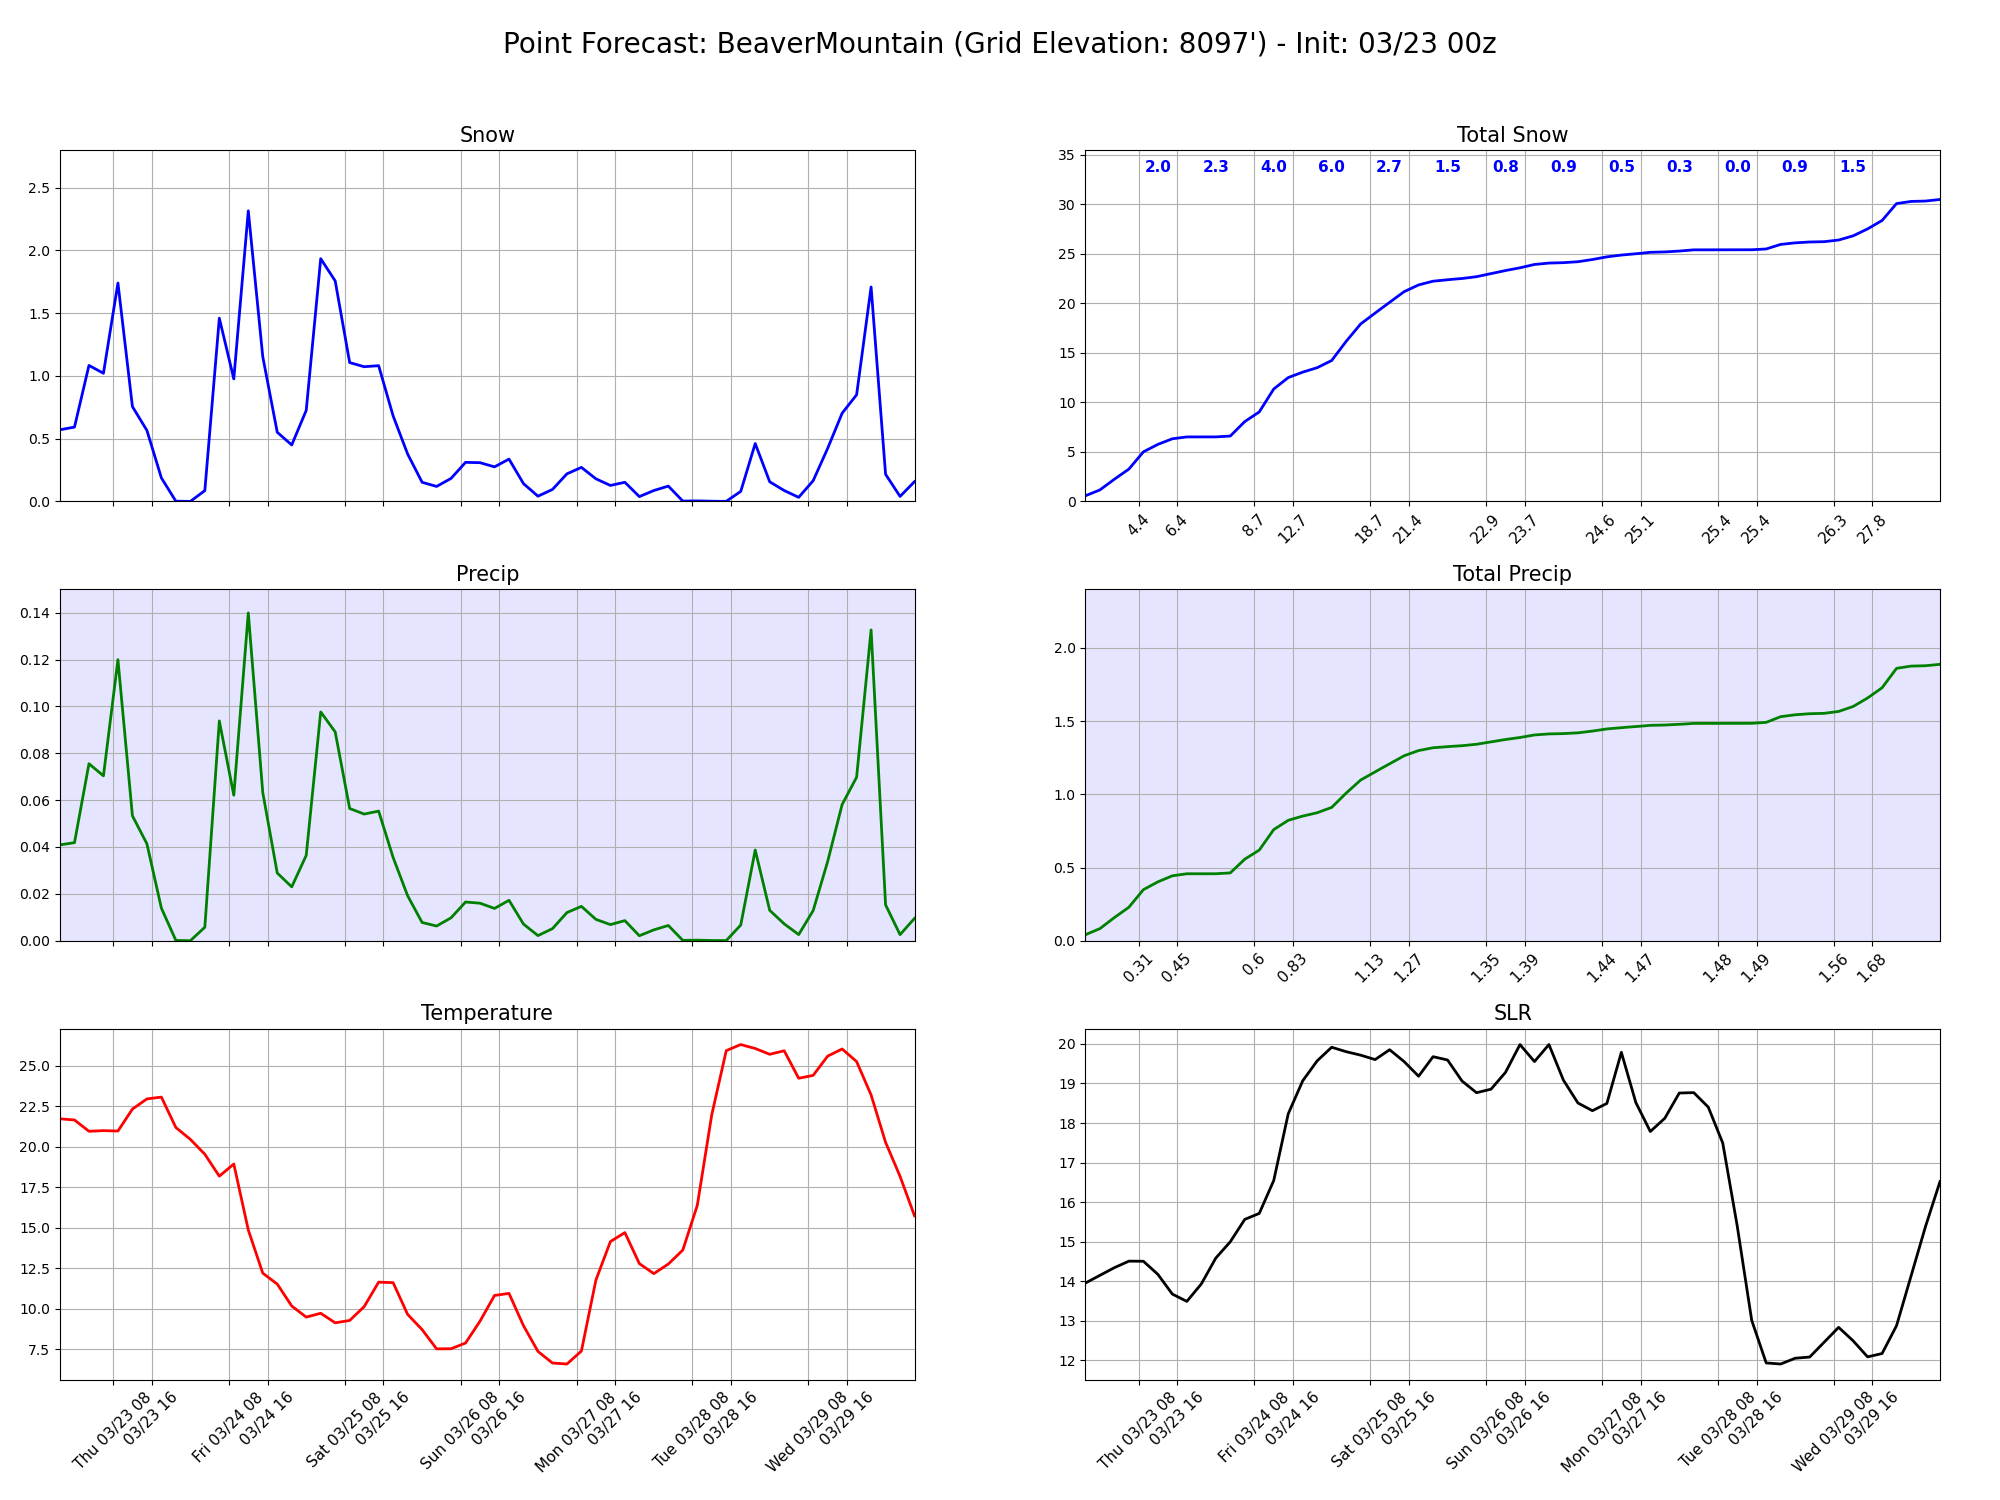 Point Forecast: BeaverMountain (Grid Elevation: 8097') - Init: 03/23 00z
Snow
2.5
2.0
1.5
1.0
0.5
0.0
Total Snow
35
30
25
20
15
10
5
0
2.0 2.3 4.0 6.0 2.7 1.5 0.8 0.9 0.5 0.3 0.0 0.9 1.5
4.4 6.4 8.7 12.7 18.7 21.4 22.9 23.7 24.6 25.1 25.4 25.4 26.3 27.8
Precip
0.14
0.12
0.10
0.08
0.06
0.04
0.02
0.00
Total Precip
2.0
1.5
1.0
0.5
0.0
0.31 0.45 0.6 0.83 1.13 1.27 1.35 1.39 1.44 1.47 1.48 1.49 1.56 1.68
Temperature
25.0
22.5
20.0
17.5
15.0
12.5
10.0
7.5
Thu 03/23 08
03/23 16
Fri 03/24 08
03/24 16
Sat 03/25 08
03/25 16
Sun 03/26 08
03/26 16
Mon 03/27 08
03/27 16
Tue 03/28 08
03/28 16
Wed 03/29 08
03/29 16
SLR
20
19
18
17
16
15
14
13
12
Thu 03/23 08
03/23 16
Fri 03/24 08
03/24 16
Sat 03/25 08
03/25 16
Sun 03/26 08
03/26 16
Mon 03/27 08
03/27 16
Tue 03/28 08
03/28 16
Wed 03/29 08
03/29 16